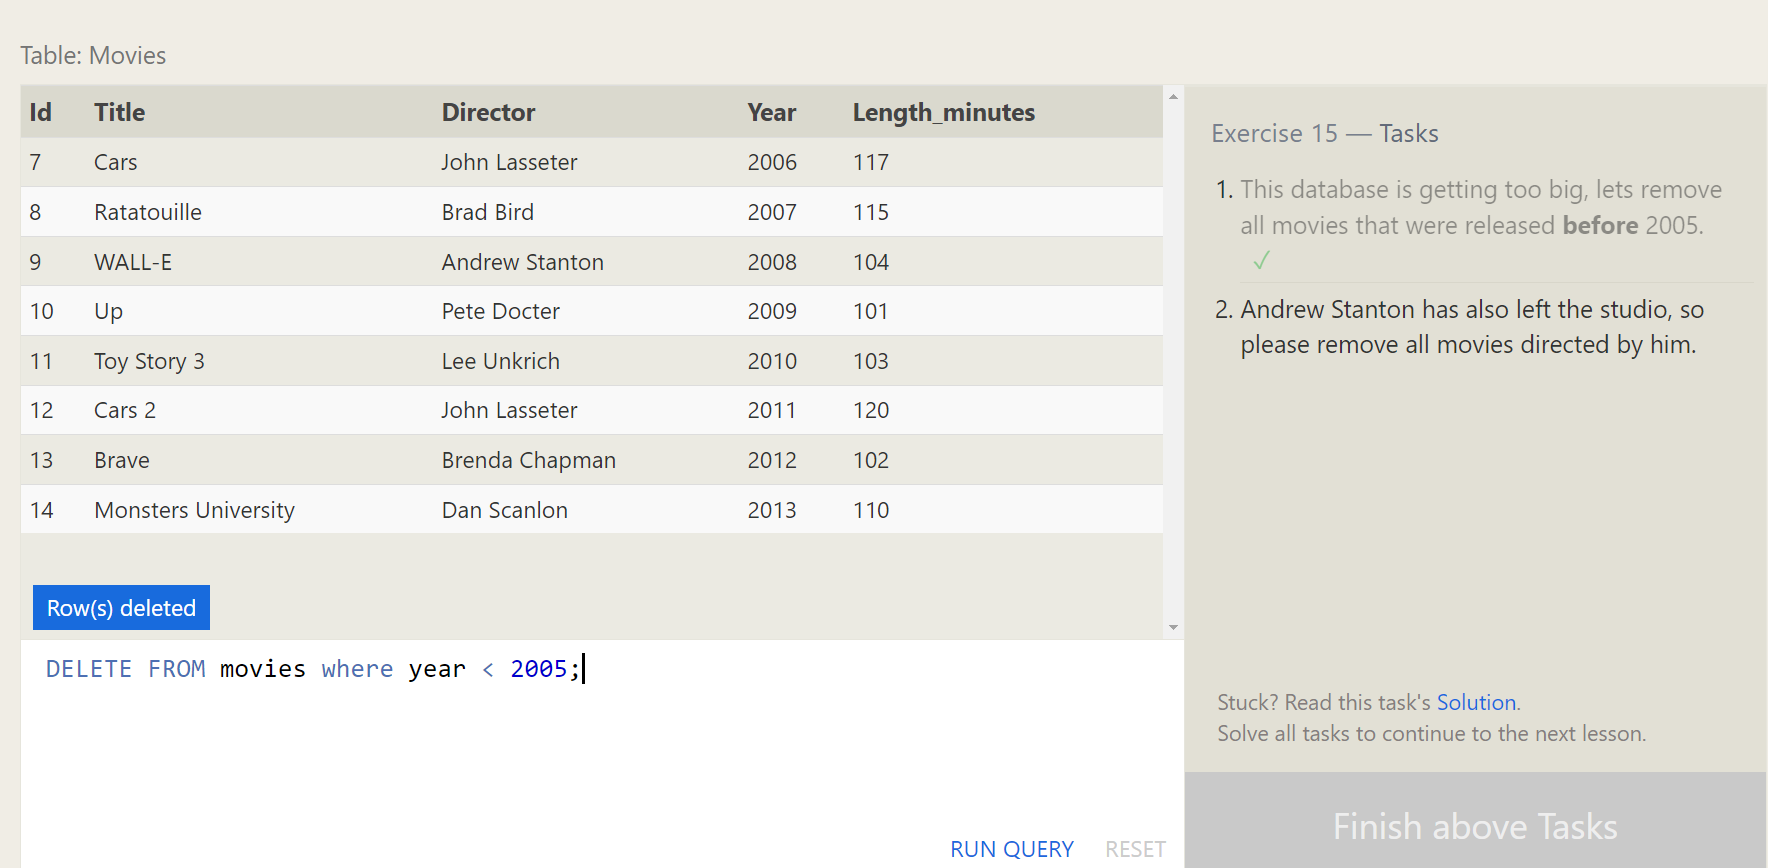 Table: Movies
Id Title Director Year Length_minutes
7 Cars John Lasseter 2006 117
8 Ratatouille Brad Bird 2007 115
9 WALL-E Andrew Stanton 2008 104
10 Up Pete Docter 2009 101
11 Toy Story 3 Lee Unkrich 2010 103
12 Cars 2 John Lasseter 2011 120
13 Brave Brenda Chapman 2012 102
14 Monsters University Dan Scanlon 2013 110
Row(s) deleted
DELETE FROM movies where year < 2005;
RUN QUERY RESET
Exercise 15 — Tasks
1. This database is getting too big, lets remove
all movies that were released before 2005.
✓
2. Andrew Stanton has also left the studio, so
please remove all movies directed by him.
Stuck? Read this task's Solution.
Solve all tasks to continue to the next lesson.
Finish above Tasks